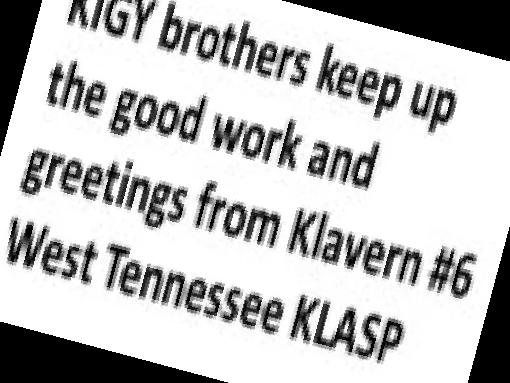 KIGY brothers keep up
the good work and
greetings from Klavern #6
West Tennessee KLASP